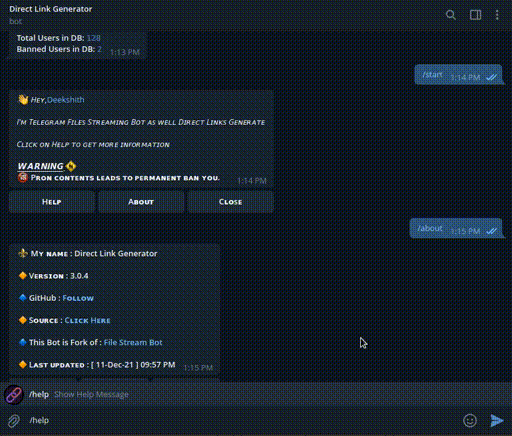 Direct Link Generator
bot
Total Users in DB: 128
Banned Users in DB: 2 1:13 PM
/start 1:14 PM
👋 Hey,Deekshith
I'm Telegram Files Streaming Bot as well Direct Links Generate
Click on Help to get more information
WARNING
🔞 Pron contents leads to permanent ban you.
1:14 PM
Help About Close
/about 1:15 PM
My name : Direct Link Generator
Version : 3.0.4
GitHub : Follow
Source : Click Here
This Bot is Fork of : File Stream Bot
Last updated : [ 11-Dec-21 ] 09:57 PM 1:15 PM
/help Show Help Message
/help